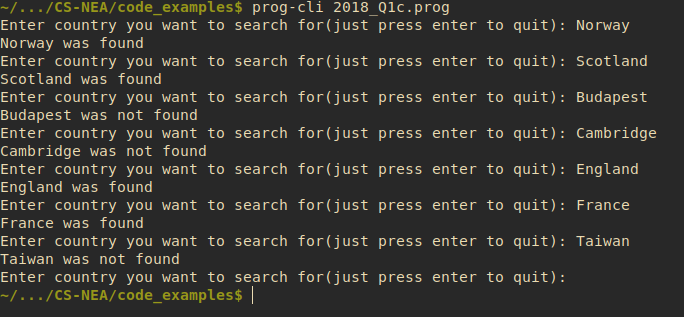 ~/.../CS-NEA/code_examples$ prog-cli 2018_Q1c.prog
Enter country you want to search for(just press enter to quit): Norway
Norway was found
Enter country you want to search for(just press enter to quit): Scotland
Scotland was found
Enter country you want to search for(just press enter to quit): Budapest
Budapest was not found
Enter country you want to search for(just press enter to quit): Cambridge
Cambridge was not found
Enter country you want to search for(just press enter to quit): England
England was found
Enter country you want to search for(just press enter to quit): France
France was found
Enter country you want to search for(just press enter to quit): Taiwan
Taiwan was not found
Enter country you want to search for(just press enter to quit):
~/.../CS-NEA/code_examples$